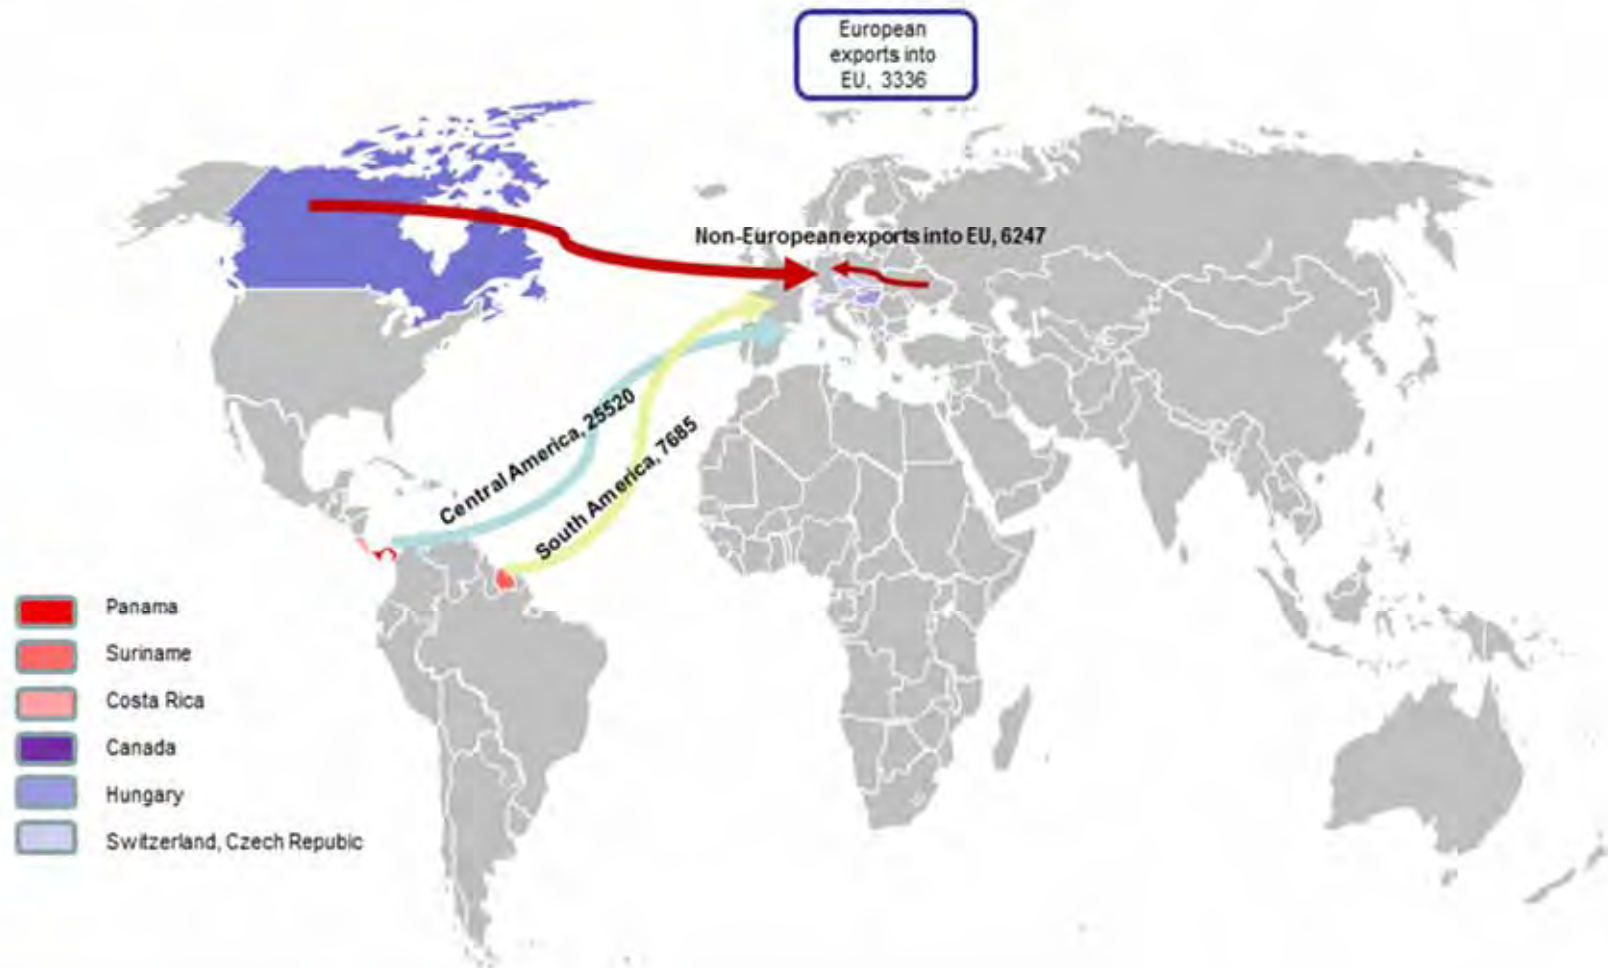 European
exports into
EU, 3336
Non-European exports into EU, 6247
Central America, 25520
South America, 7685
Panama
Suriname
Costa Rica
Canada
Hungary
Switzerland, Czech Repubic